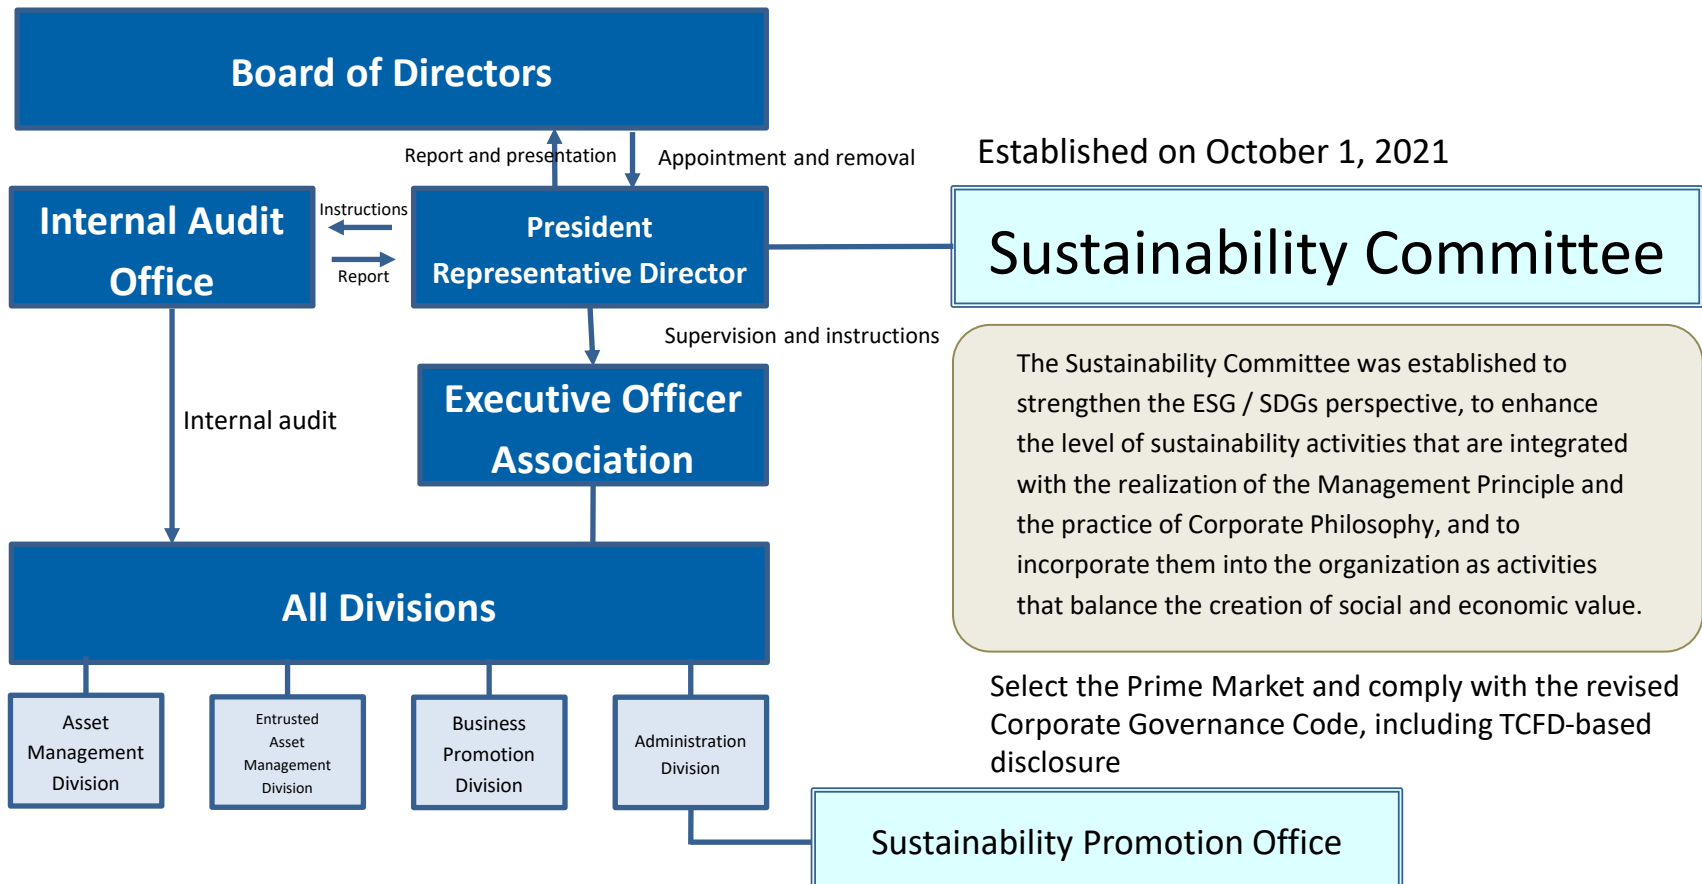 Board of Directors
Report and presentation
Appointment and removal
Established on October 1, 2021
Internal Audit
Office
Instructions
Report
President
Representative Director
Sustainability Committee
Supervision and instructions
Executive Officer
Association
Internal audit
The Sustainability Committee was established to
strengthen the ESG / SDGs perspective, to enhance
the level of sustainability activities that are integrated
with the realization of the Management Principle and
the practice of Corporate Philosophy, and to
incorporate them into the organization as activities
that balance the creation of social and economic value.
All Divisions
Asset
Management
Division
Entrusted
Asset
Management
Division
Business
Promotion
Division
Administration
Division
Select the Prime Market and comply with the revised
Corporate Governance Code, including TCFD-based
disclosure
Sustainability Promotion Office